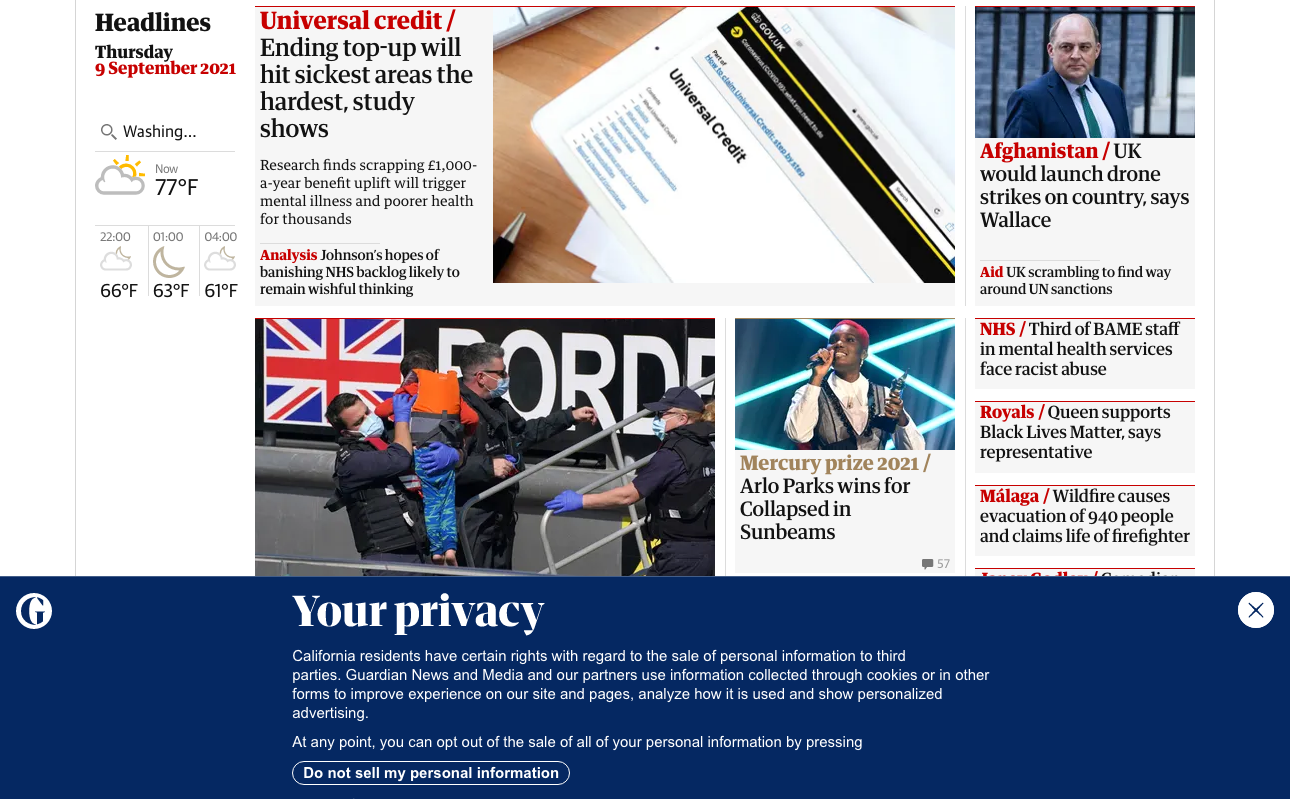 Headlines
Thursday
9 September 2021
Washing...
Now
77°F
22:00
01:00
04:00
66°F
63°F
61°F
Universal credit /
Ending top-up will
hit sickest areas the
hardest, study
shows
Research finds scrapping £1,000-
a-year benefit uplift will trigger
mental illness and poorer health
for thousands
Analysis Johnson's hopes of
banishing NHS backlog likely to
remain wishful thinking
GOV.UK
Part of
How to claim Universal Credit: step by step
Universal Credit
Contents
Search
Afghanistan / UK
would launch drone
strikes on country, says
Wallace
Aid UK scrambling to find way
around UN sanctions
BORDE
Mercury prize 2021 /
Arlo Parks wins for
Collapsed in
Sunbeams
57
NHS / Third of BAME staff
in mental health services
face racist abuse
Royals / Queen supports
Black Lives Matter, says
representative
Málaga / Wildfire causes
evacuation of 940 people
and claims life of firefighter
Your privacy
California residents have certain rights with regard to the sale of personal information to third
parties. Guardian News and Media and our partners use information collected through cookies or in other
forms to improve experience on our site and pages, analyze how it is used and show personalized
advertising.
At any point, you can opt out of the sale of all of your personal information by pressing
Do not sell my personal information